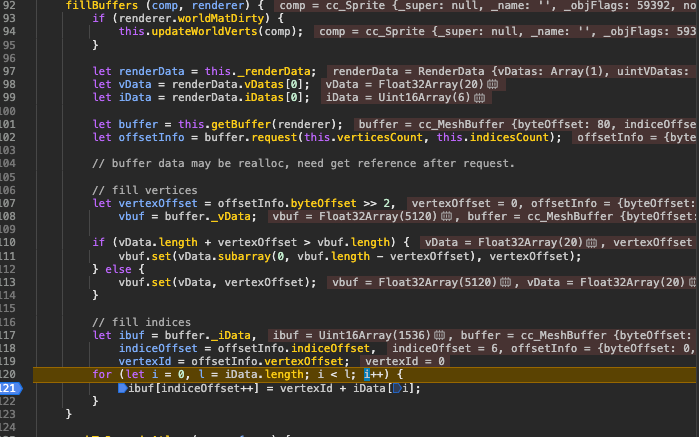 92 fillBuffers (comp, renderer) { comp = cc_Sprite {_super: null, _name: '', _objFlags: 59392, no
93 if (renderer.worldMatDirty) {
94 this.updateWorldVerts(comp); comp = cc_Sprite {_super: null, _name: '', _objFlags: 593
95 }
96
97 let renderData = this._renderData; renderData = RenderData {vDatas: Array(1), uintVDatas:
98 let vData = renderData.vDatas[0]; vData = Float32Array(20)
99 let iData = renderData.iDatas[0]; iData = Uint16Array(6)
100
101 let buffer = this.getBuffer(renderer); buffer = cc_MeshBuffer {byteOffset: 80, indiceOffse
102 let offsetInfo = buffer.request(this.verticesCount, this.indicesCount); offsetInfo = {byte
103
104 // buffer data may be realloc, need get reference after request.
105
106 // fill vertices
107 let vertexOffset = offsetInfo.byteOffset >> 2, vertexOffset = 0, offsetInfo = {byteOffset:
108 vbuf = buffer._vData; vbuf = Float32Array(5120), buffer = cc_MeshBuffer {byteOffset:
109
110 if (vData.length + vertexOffset > vbuf.length) { vData = Float32Array(20), vertexOffset
111 vbuf.set(vData.subarray(0, vbuf.length - vertexOffset), vertexOffset);
112 } else {
113 vbuf.set(vData, vertexOffset); vbuf = Float32Array(5120), vData = Float32Array(20)
114 }
115
116 // fill indices
117 let ibuf = buffer._iData, ibuf = Uint16Array(1536), buffer = cc_MeshBuffer {byteOffset:
118 indiceOffset = offsetInfo.indiceOffset, indiceOffset = 6, offsetInfo = {byteOffset: 0,
119 vertexId = offsetInfo.vertexOffset; vertexId = 0
120 for (let i = 0, l = iData.length; i < l; i++) {
121 ibuf[indiceOffset++] = vertexId + iData[i];
122 }
123 }